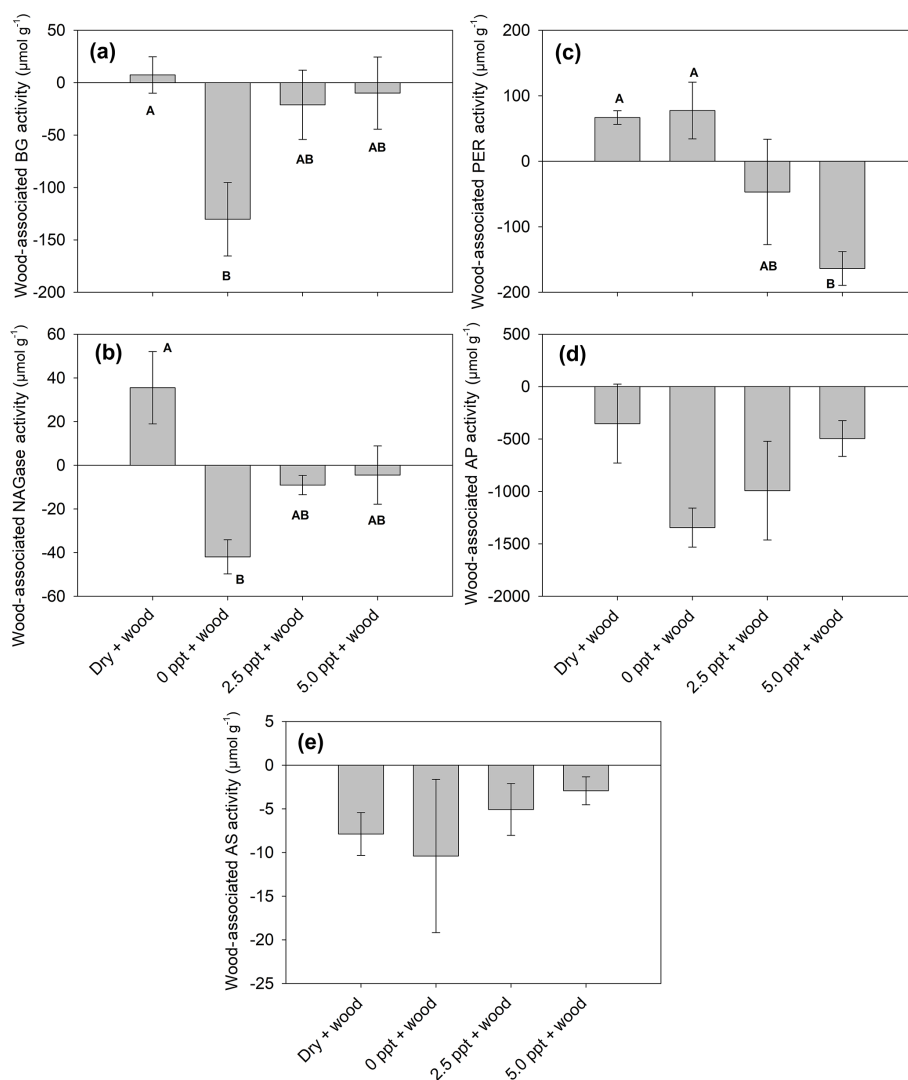 (a)
Wood-associated BG activity (µmol g⁻¹)
50
0
-50
-100
-150
-200
A
B
AB
AB
(c)
Wood-associated PER activity (µmol g⁻¹)
200
100
0
-100
-200
A
A
AB
B
(b)
Wood-associated NAGase activity (µmol g⁻¹)
60
40
20
0
-20
-40
-60
A
B
AB
AB
Dry + wood
0 ppt + wood
2.5 ppt + wood
5.0 ppt + wood
(d)
Wood-associated AP activity (µmol g⁻¹)
500
0
-500
-1000
-1500
-2000
Dry + wood
0 ppt + wood
2.5 ppt + wood
5.0 ppt + wood
(e)
Wood-associated AS activity (µmol g⁻¹)
5
0
-5
-10
-15
-20
-25
Dry + wood
0 ppt + wood
2.5 ppt + wood
5.0 ppt + wood